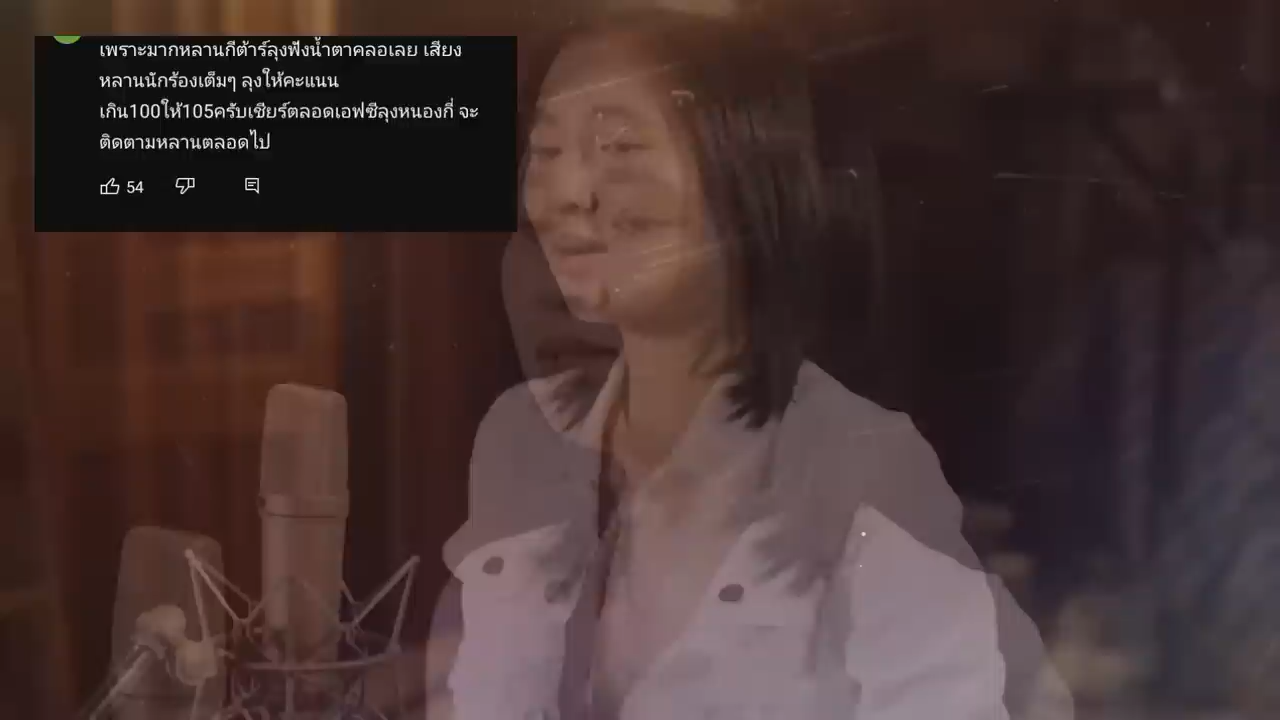 เพราะมากหลานกีต้าร์ลุงฟังน้ำตาคลอเลย เสียง
หลานนักร้องเต็มๆ ลุงให้คะแนน
เกิน100ให้105ครับเชียร์ตลอดเอฟซีลุงหนองกี่ จะ
ติดตามหลานตลอดไป
54